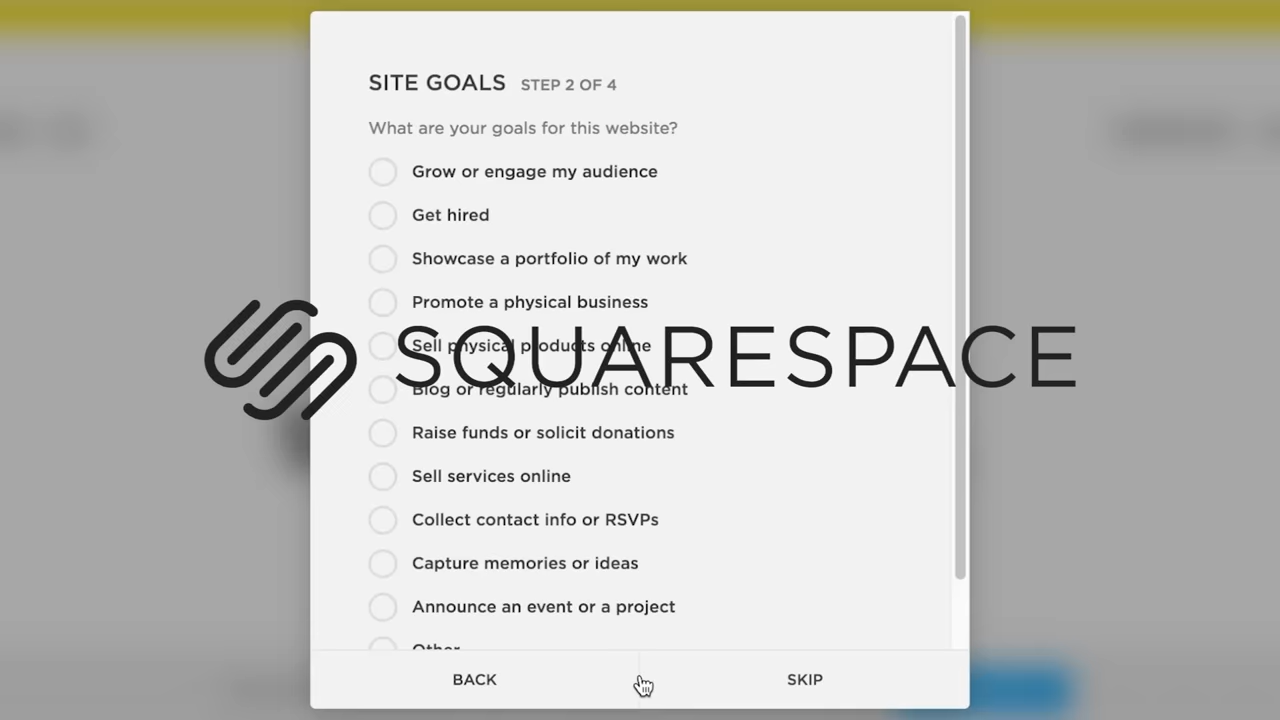 SITE GOALS STEP 2 OF 4
What are your goals for this website?
Grow or engage my audience
Get hired
Showcase a portfolio of my work
Promote a physical business
Sell physical products online
SQUARESPACE
Blog or regularly publish content
Raise funds or solicit donations
Sell services online
Collect contact info or RSVPs
Capture memories or ideas
Announce an event or a project
Other
BACK SKIP